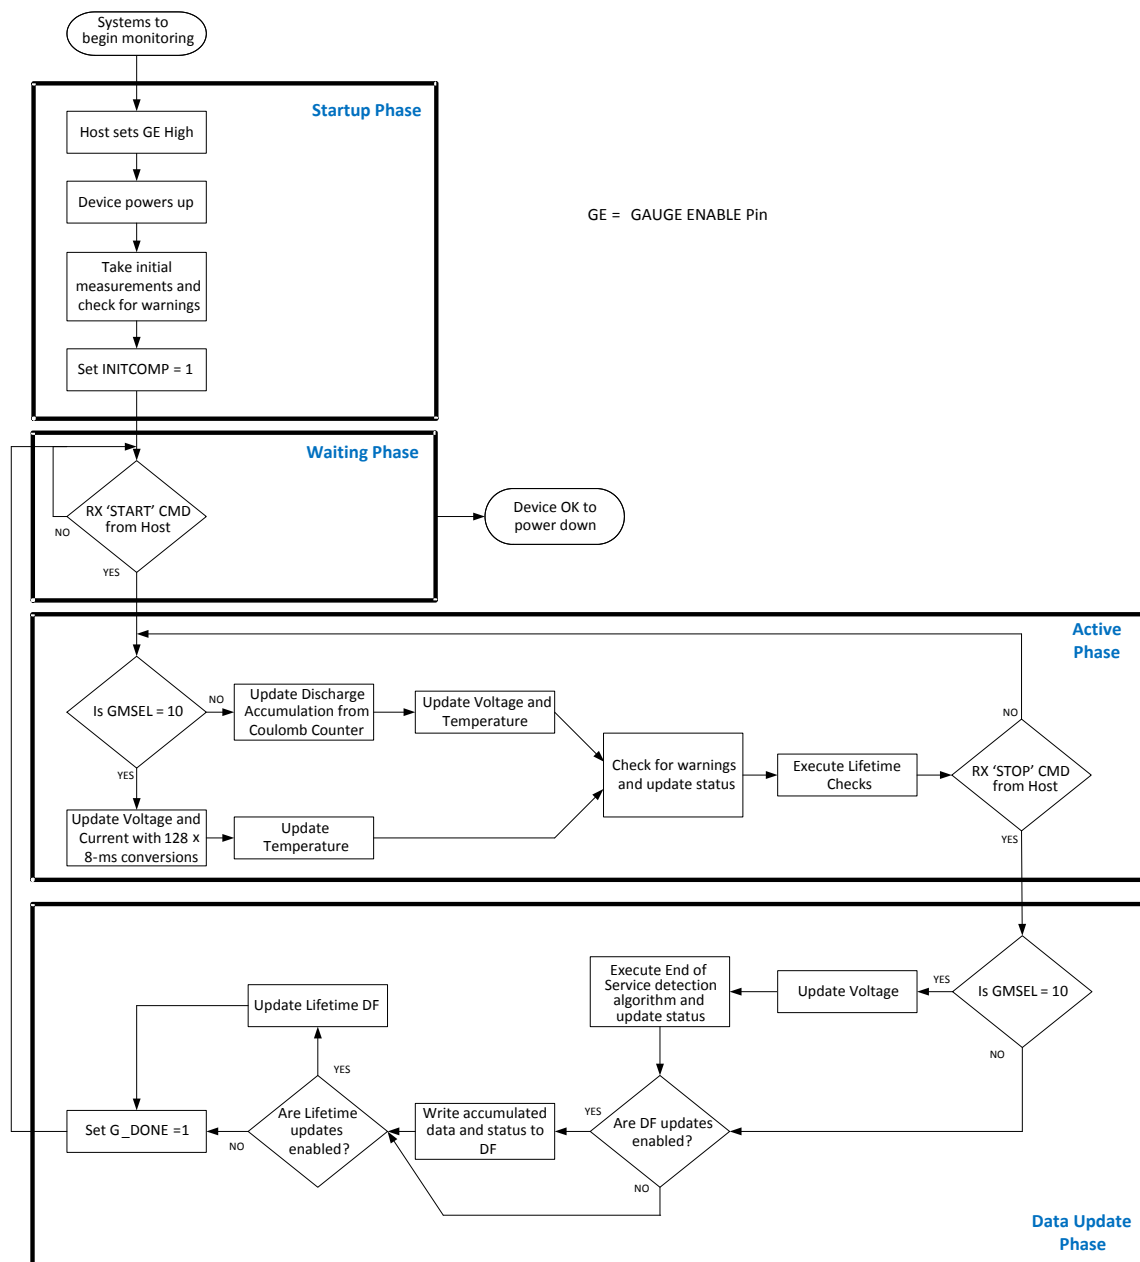 Systems to
begin monitoring
Startup Phase
Host sets GE High
Device powers up
GE = GAUGE ENABLE Pin
Take initial
measurements and
check for warnings
Set INITCOMP = 1
Waiting Phase
RX ‘START’ CMD
from Host
NO
YES
Device OK to
power down
Active
Phase
Is GMSEL = 10
NO
YES
Update Discharge
Accumulation from
Coulomb Counter
Update Voltage and
Temperature
Check for warnings
and update status
Execute Lifetime
Checks
NO
RX ‘STOP’ CMD
from Host
YES
Update Voltage and
Current with 128 x
8-ms conversions
Update
Temperature
Is GMSEL = 10
YES
NO
Update Voltage
Execute End of
Service detection
algorithm and
update status
Update Lifetime DF
YES
Are DF updates
enabled?
YES
NO
Write accumulated
data and status to
DF
Are Lifetime
updates
enabled?
NO
Set G_DONE =1
Data Update
Phase